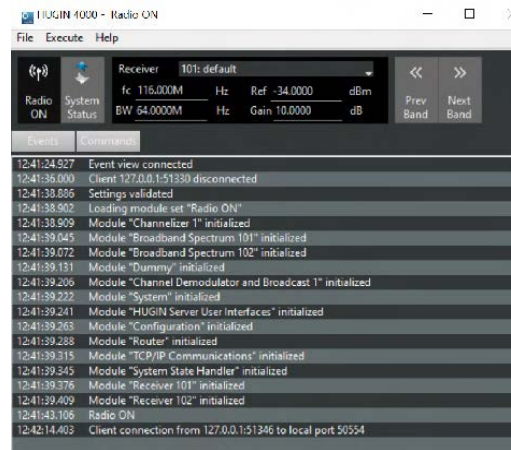 HUGIN 4000 - Radio ON
File Execute Help
Radio ON
System Status
Receiver 101: default
fc 116.000M Hz Ref -34.0000 dBm
BW 64.0000M Hz Gain 10.0000 dB
Prev Band
Next Band
Events Commands
12:41:24.927 Event view connected
12:41:36.000 Client 127.0.0.1:51330 disconnected
12:41:38.886 Settings validated
12:41:38.902 Loading module set "Radio ON"
12:41:38.909 Module "Channelizer 1" initialized
12:41:39.045 Module "Broadband Spectrum 101" initialized
12:41:39.072 Module "Broadband Spectrum 102" initialized
12:41:39.131 Module "Dummy" initialized
12:41:39.206 Module "Channel Demodulator and Broadcast 1" initialized
12:41:39.222 Module "System" initialized
12:41:39.241 Module "HUGIN Server User Interfaces" initialized
12:41:39.263 Module "Configuration" initialized
12:41:39.288 Module "Router" initialized
12:41:39.315 Module "TCP/IP Communications" initialized
12:41:39.345 Module "System State Handler" initialized
12:41:39.376 Module "Receiver 101" initialized
12:41:39.409 Module "Receiver 102" initialized
12:41:43.106 Radio ON
12:42:14.403 Client connection from 127.0.0.1:51346 to local port 50554